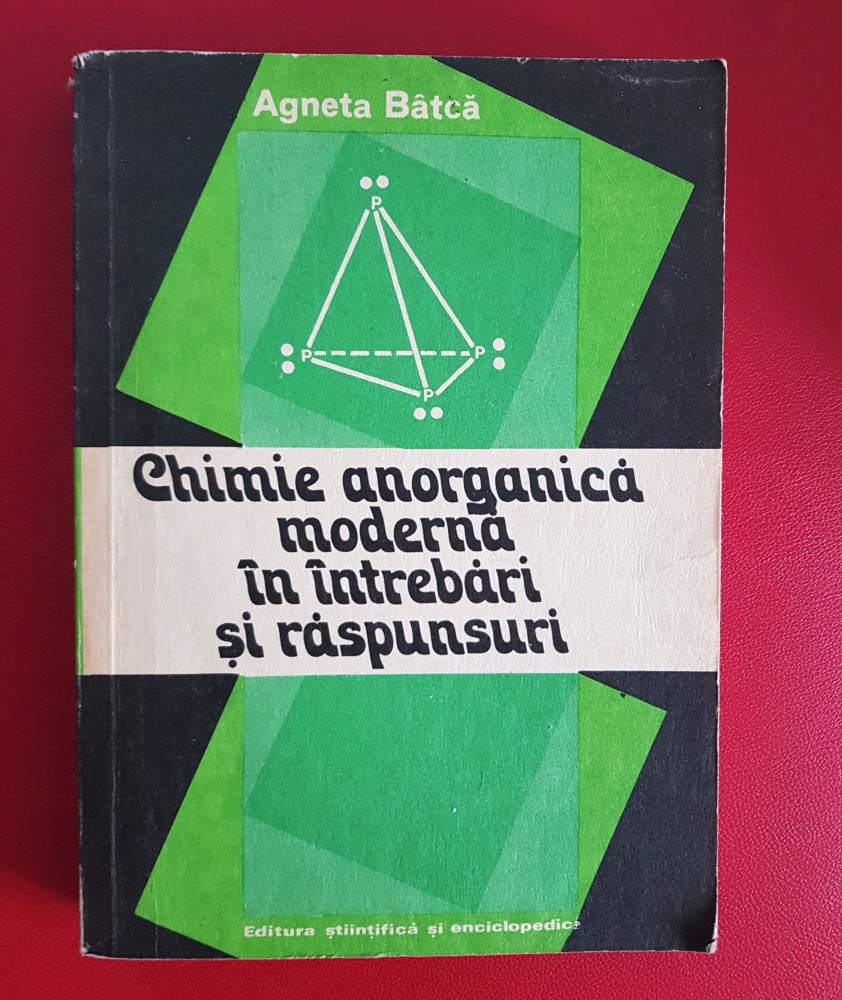 Agneta Bâtcă
P
P
P
P
Chimie anorganică
modernă
în întrebări
și răspunsuri
Editura științifică și enciclopedică